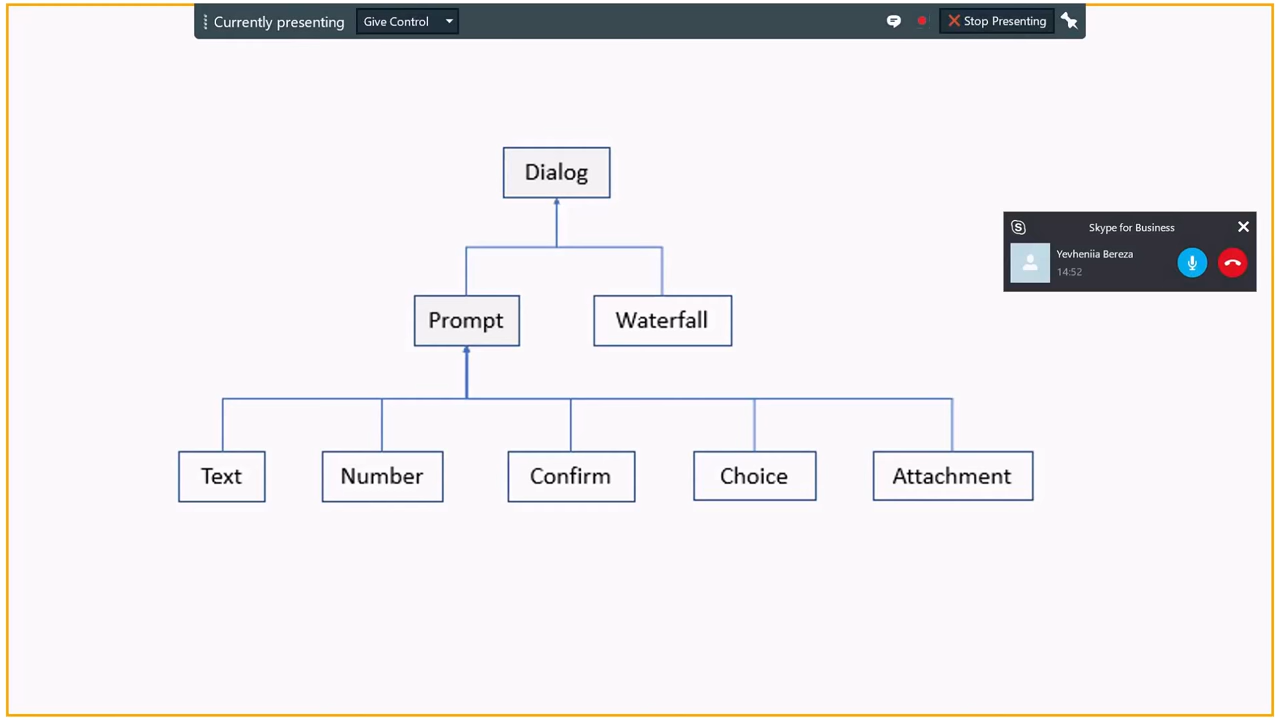 Currently presenting
Give Control
Stop Presenting
Dialog
Skype for Business
Yevheniia Bereza
14:52
Prompt
Waterfall
Text
Number
Confirm
Choice
Attachment